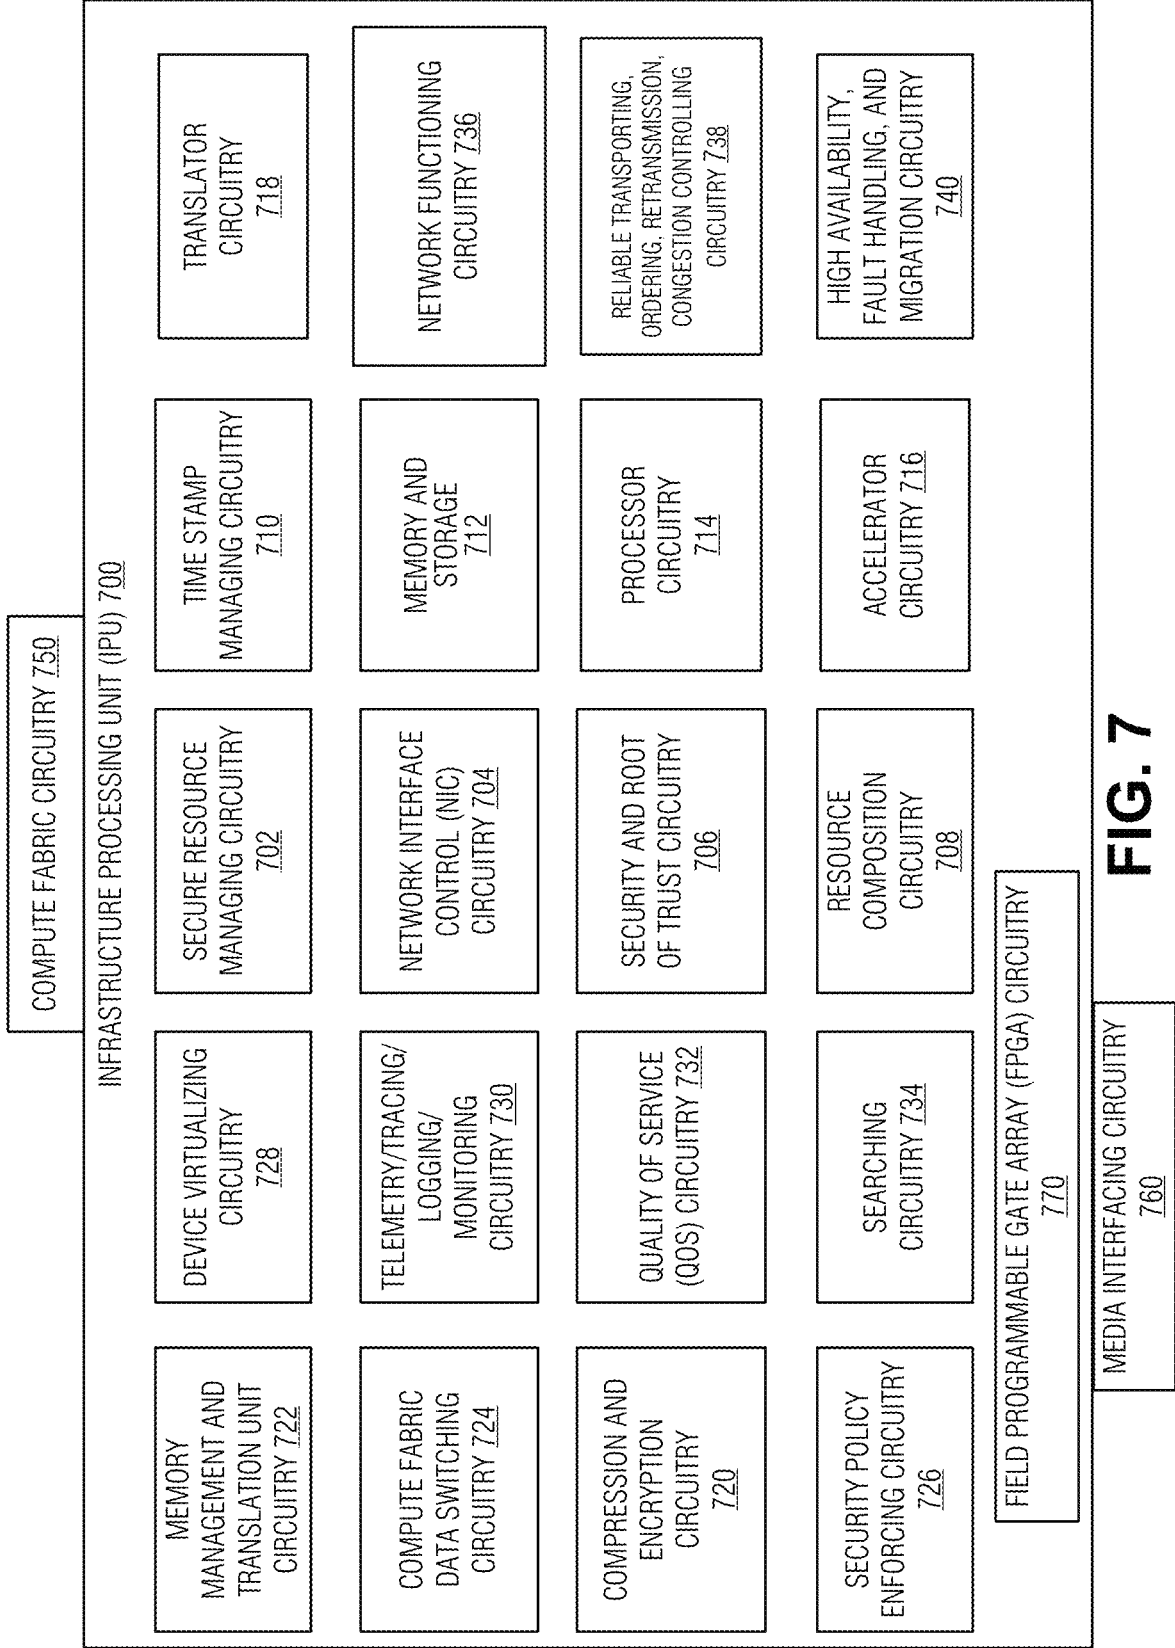 COMPUTE FABRIC CIRCUITRY 750
INFRASTRUCTURE PROCESSING UNIT (IPU) 700
MEMORY
MANAGEMENT AND
TRANSLATION UNIT
CIRCUITRY 722
DEVICE VIRTUALIZING
CIRCUITRY
728
SECURE RESOURCE
MANAGING CIRCUITRY
702
TIME STAMP
MANAGING CIRCUITRY
710
TRANSLATOR
CIRCUITRY
718
COMPUTE FABRIC
DATA SWITCHING
CIRCUITRY 724
TELEMETRY/TRACING/
LOGGING/
MONITORING
CIRCUITRY 730
NETWORK INTERFACE
CONTROL (NIC)
CIRCUITRY 704
MEMORY AND
STORAGE
712
NETWORK FUNCTIONING
CIRCUITRY 736
COMPRESSION AND
ENCRYPTION
CIRCUITRY
720
QUALITY OF SERVICE
(QOS) CIRCUITRY 732
SECURITY AND ROOT
OF TRUST CIRCUITRY
706
PROCESSOR
CIRCUITRY
714
RELIABLE TRANSPORTING,
ORDERING, RETRANSMISSION,
CONGESTION CONTROLLING
CIRCUITRY 738
SECURITY POLICY
ENFORCING CIRCUITRY
726
SEARCHING
CIRCUITRY 734
RESOURCE
COMPOSITION
CIRCUITRY
708
ACCELERATOR
CIRCUITRY 716
HIGH AVAILABILITY,
FAULT HANDLING, AND
MIGRATION CIRCUITRY
740
FIELD PROGRAMMABLE GATE ARRAY (FPGA) CIRCUITRY
770
MEDIA INTERFACING CIRCUITRY
760
FIG. 7